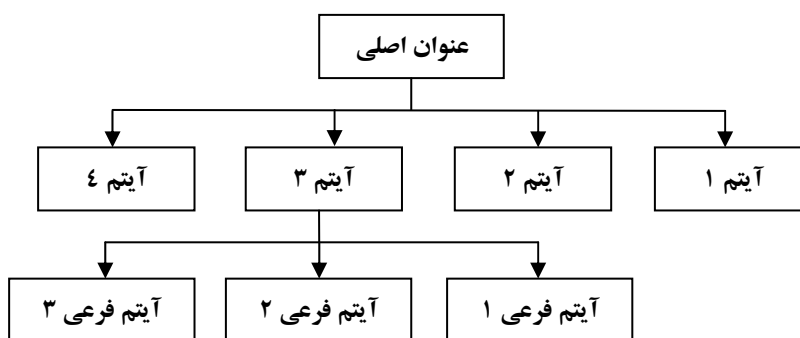 عنوان اصلی
آیتم ۱
آیتم ۲
آیتم ۳
آیتم ٤
آیتم فرعی ۱
آیتم فرعی ۲
آیتم فرعی ۳